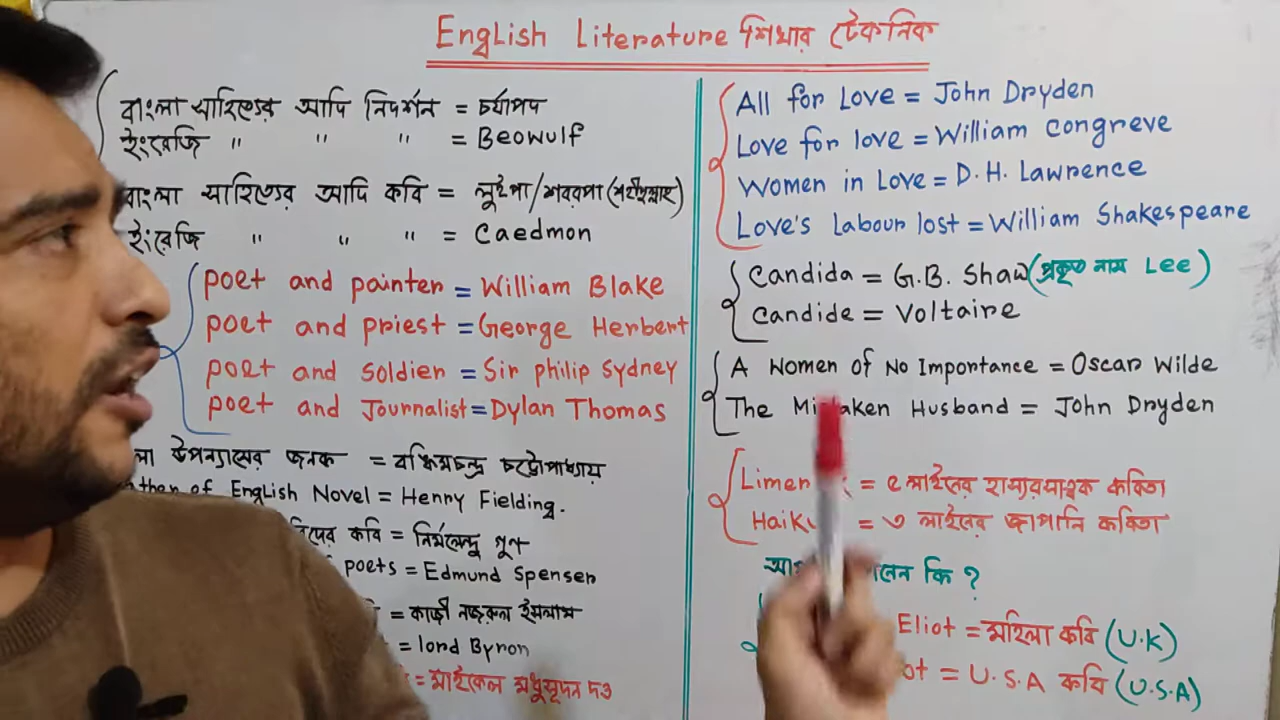 English Literature শিখার টেকনিক
বাংলা সাহিত্যের আদি নিদর্শন = চর্যাপদ
ইংরেজি " " " = Beowulf
বাংলা সাহিত্যের আদি কবি = লুইপা/শবরপা (শহীদুল্লাহ)
ইংরেজি " " " = Caedmon
poet and painter = William Blake
poet and priest = George Herbert
poet and soldier = Sir philip Sydney
poet and Journalist = Dylan Thomas
উপন্যাসের জনক = বঙ্কিমচন্দ্র চট্টোপাধ্যায়
of English Novel = Henry Fielding.
কবি = নির্মলেন্দু গুণ
poets = Edmund Spenser
= কাজী নজরুল ইসলাম
= lord Byron
= মাইকেল মধুসূদন দত্ত
All for Love = John Dryden
Love for love = William congreve
Women in Love = D.H. Lawrence
Love's Labour lost = William Shakespeare
Candida = G.B. Shaw (প্রকৃত নাম Lee)
Candide = Voltaire
A Women of No Importance = Oscar Wilde
The Mistaken Husband = John Dryden
= ৫ লাইনের হাস্যরসাত্মক কবিতা
= ৩ লাইনের জাপানি কবিতা
কি ?
Eliot = মহিলা কবি (U.K)
= U.S.A কবি (U.S.A)